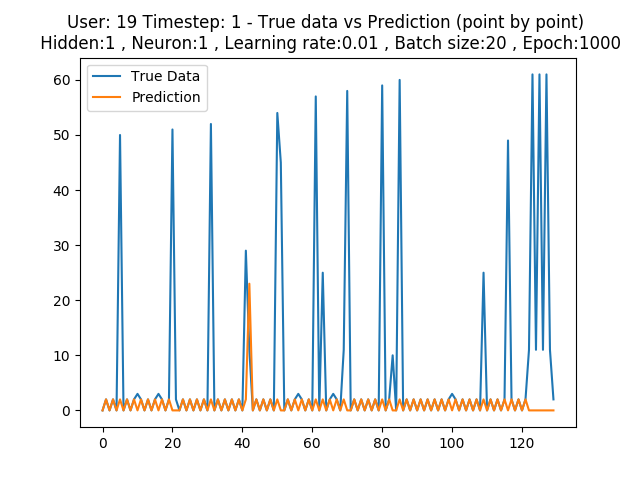 User: 19 Timestep: 1 - True data vs Prediction (point by point)
Hidden:1 , Neuron:1 , Learning rate:0.01 , Batch size:20 , Epoch:1000
True Data
Prediction
60
50
40
30
20
10
0
0 20 40 60 80 100 120